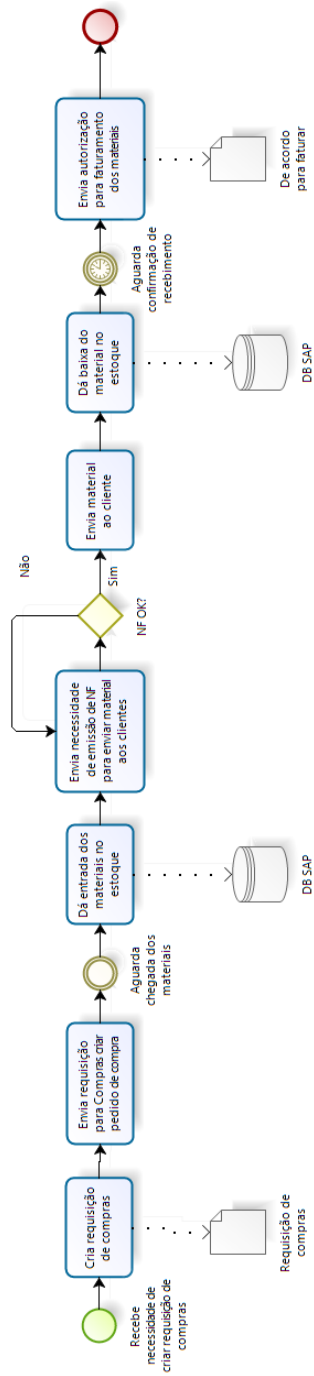 Recebe
necessidade de
criar requisição de
compras
Cria requisição
de compras
Requisição de
compras
Envia requisição
para Compras criar
pedido de compra
Aguarda
chegada dos
materiais
Dá entrada dos
materiais no
estoque
DB SAP
Envia necessidade
de emissão de NF
para enviar material
aos clientes
NF OK?
Não
Sim
Envia material
ao cliente
Dá baixa do
material no
estoque
DB SAP
Aguarda
confirmação de
recebimento
Envia autorização
para faturamento
dos materiais
De acordo
para faturar